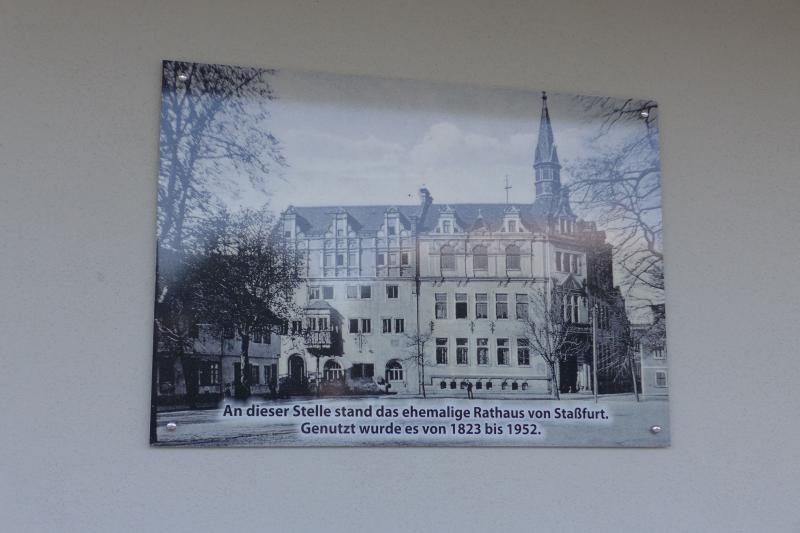 An dieser Stelle stand das ehemalige Rathaus von Staßfurt.
Genutzt wurde es von 1823 bis 1952.